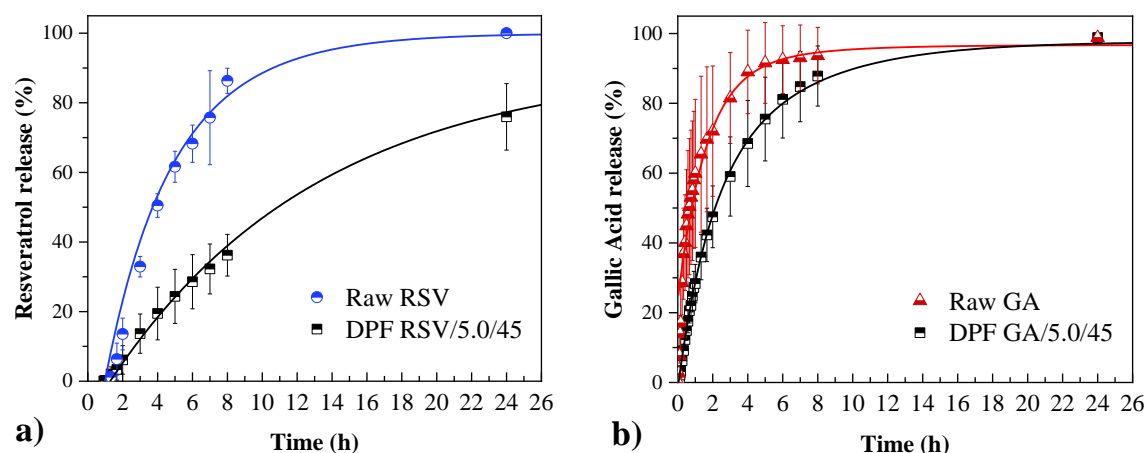 Resveratrol release (%)
100
80
60
40
20
0
Raw RSV
DPF RSV/5.0/45
0 2 4 6 8 10 12 14 16 18 20 22 24 26
Time (h)
a)
Gallic Acid release (%)
100
80
60
40
20
0
Raw GA
DPF GA/5.0/45
0 2 4 6 8 10 12 14 16 18 20 22 24 26
Time (h)
b)